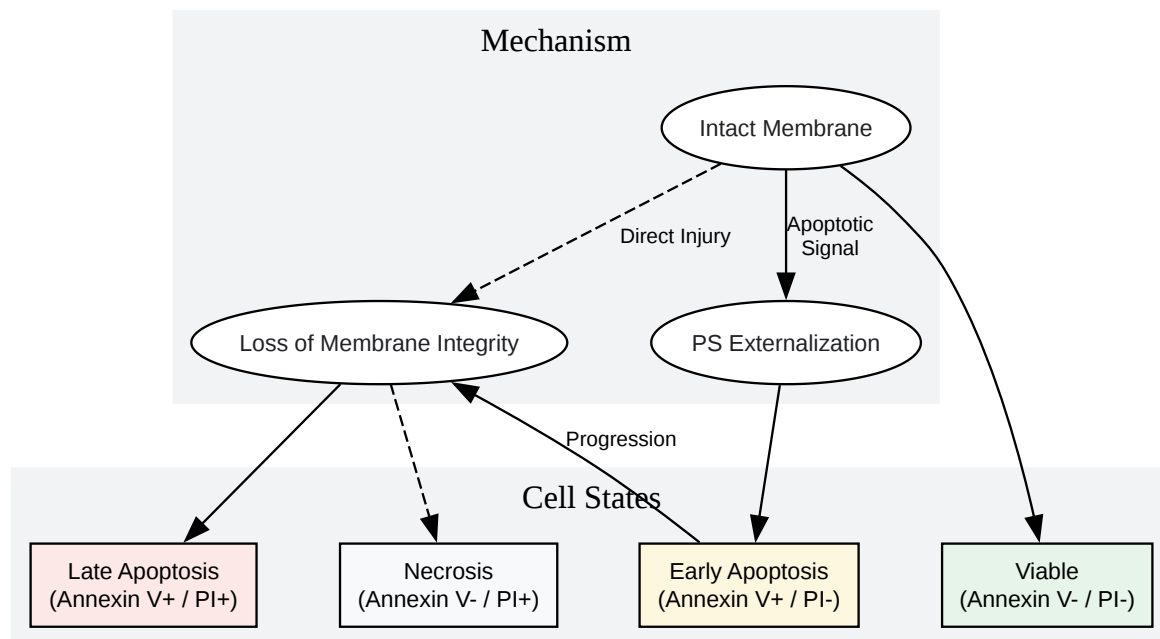 Mechanism
Intact Membrane
Direct Injury
Apoptotic
Signal
Loss of Membrane Integrity
PS Externalization
Progression
Cell States
Late Apoptosis
(Annexin V+ / PI+)
Necrosis
(Annexin V- / PI+)
Early Apoptosis
(Annexin V+ / PI-)
Viable
(Annexin V- / PI-)